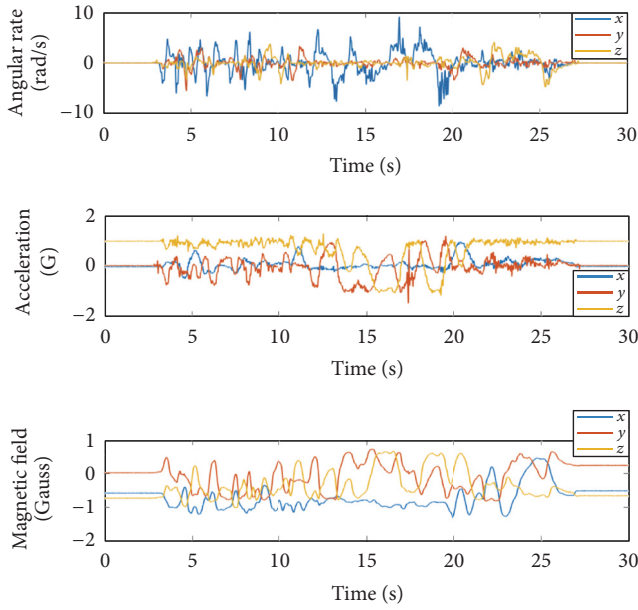 Angular rate
(rad/s)
10
0
−10
x
y
z
0 5 10 15 20 25 30
Time (s)
Acceleration
(G)
2
0
−2
x
y
z
0 5 10 15 20 25 30
Time (s)
Magnetic field
(Gauss)
1
0
−1
−2
x
y
z
0 5 10 15 20 25 30
Time (s)